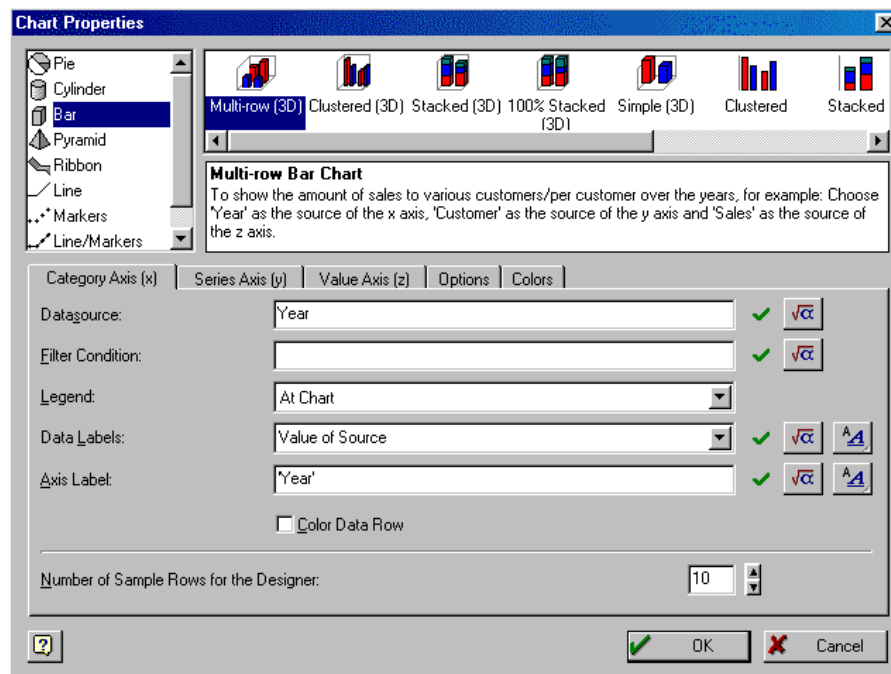 Chart Properties
Pie
Cylinder
Bar
Pyramid
Ribbon
Line
Markers
Line/Markers
Multi-row (3D) Clustered (3D) Stacked (3D) 100% Stacked (3D) Simple (3D) Clustered Stacked
Multi-row Bar Chart
To show the amount of sales to various customers/per customer over the years, for example: Choose
'Year' as the source of the x axis, 'Customer' as the source of the y axis and 'Sales' as the source of
the z axis.
Category Axis (x) Series Axis (y) Value Axis (z) Options Colors
Datasource: Year √α
Filter Condition: √α
Legend: At Chart
Data Labels: Value of Source √α AA
Axis Label: 'Year' √α AA
Color Data Row
Number of Sample Rows for the Designer: 10
? OK Cancel